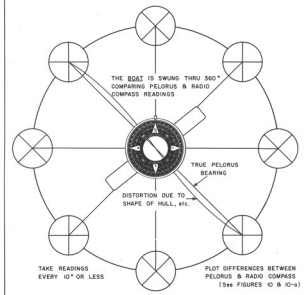 THE BOAT IS SWUNG THRU 360°
COMPARING PELORUS & RADIO
COMPASS READINGS
TRUE PELORUS
BEARING
DISTORTION DUE TO
SHAPE OF HULL, etc.
TAKE READINGS
EVERY 10° OR LESS
PLOT DIFFERENCES BETWEEN
PELORUS & RADIO COMPASS
(See FIGURES 10 & 10-a)